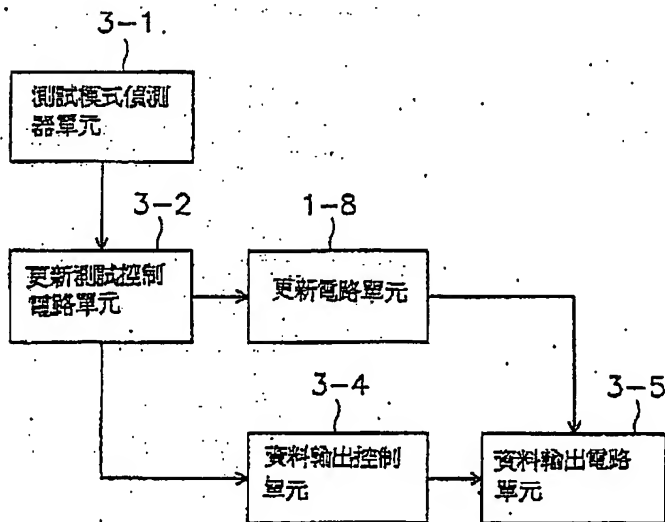 3-1
測試模式偵測
器單元
3-2
1-8
更新測試控制
電路單元
更新電路單元
3-4
3-5
資料輸出控制
單元
資料輸出電路
單元